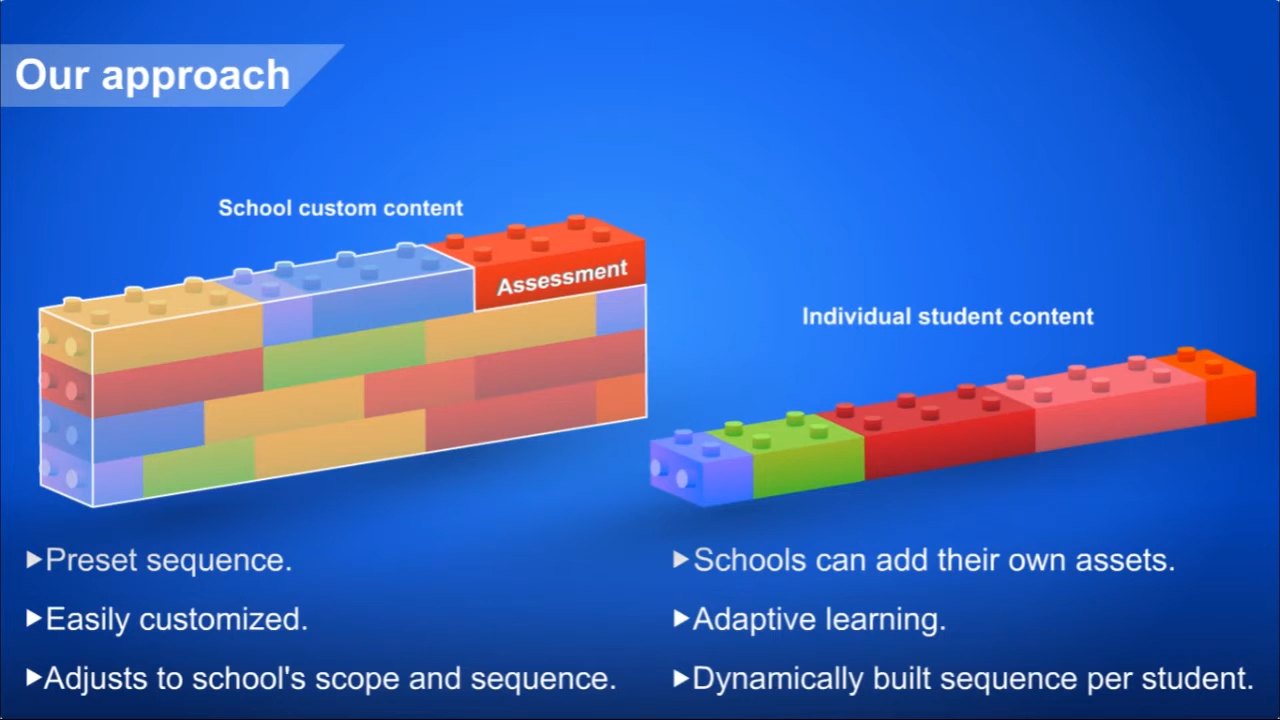 Our approach
School custom content
Assessment
Individual student content
▶Preset sequence.
▶Easily customized.
▶Adjusts to school's scope and sequence.
▶Schools can add their own assets.
▶Adaptive learning.
▶Dynamically built sequence per student.